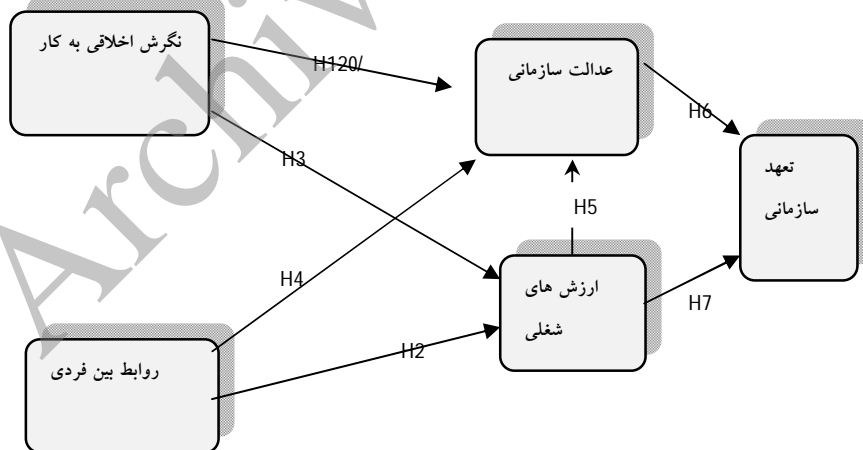 نگرش اخلاقی به کار
H120/
عدالت سازمانی
H6
H3
تعهد
سازمانی
H5
H4
ارزش های
شغلی
H7
H2
روابط بین فردی
Archiv